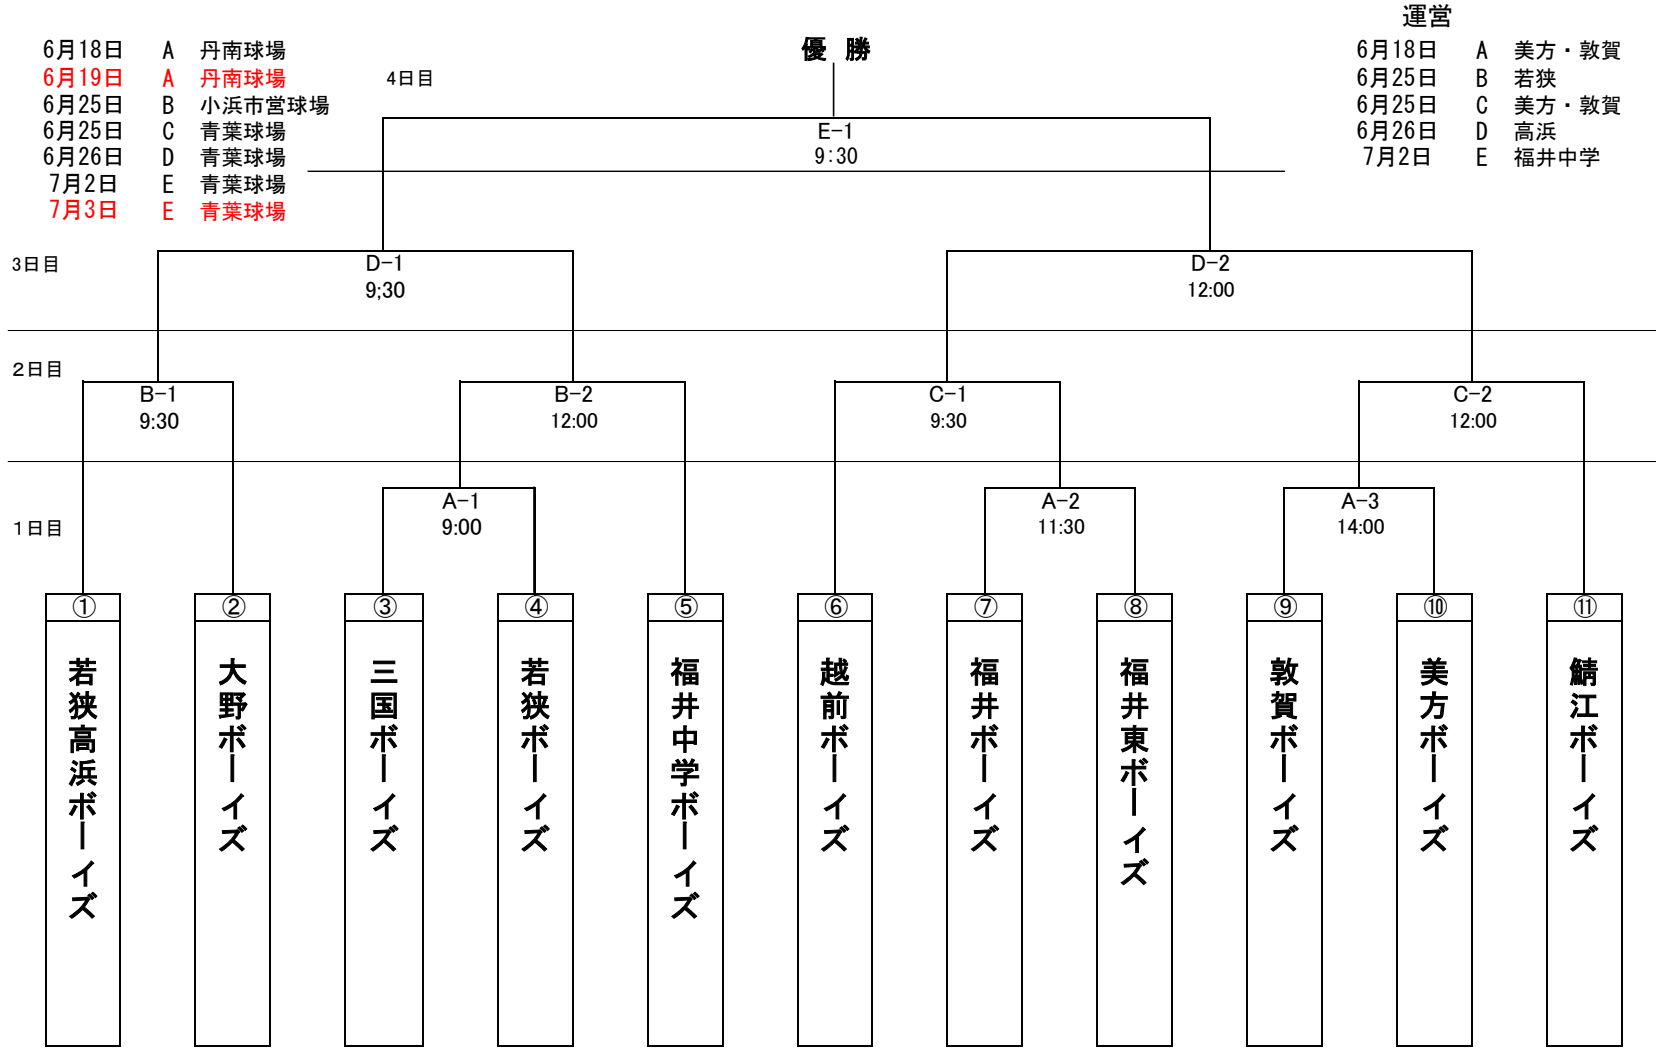 運営
6月18日 A 丹南球場
6月19日 A 丹南球場
6月25日 B 小浜市営球場
6月25日 C 青葉球場
6月26日 D 青葉球場
7月2日 E 青葉球場
7月3日 E 青葉球場
優 勝
4日目
6月18日 A 美方・敦賀
6月25日 B 若狭
6月25日 C 美方・敦賀
6月26日 D 高浜
7月2日 E 福井中学
E-1
9:30
3日目
D-1
9;30
D-2
12:00
2日目
B-1
9:30
B-2
12:00
C-1
9:30
C-2
12:00
1日目
A-1
9:00
A-2
11:30
A-3
14:00
① ② ③ ④ ⑤ ⑥ ⑦ ⑧ ⑨ ⑩ ⑪
若狭高浜ボーイズ
大野ボーイズ
三国ボーイズ
若狭ボーイズ
福井中学ボーイズ
越前ボーイズ
福井ボーイズ
福井東ボーイズ
敦賀ボーイズ
美方ボーイズ
鯖江ボーイズ